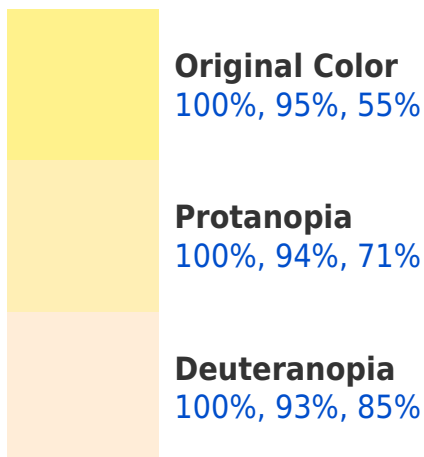 Original Color
100%, 95%, 55%
Protanopia
100%, 94%, 71%
Deuteranopia
100%, 93%, 85%